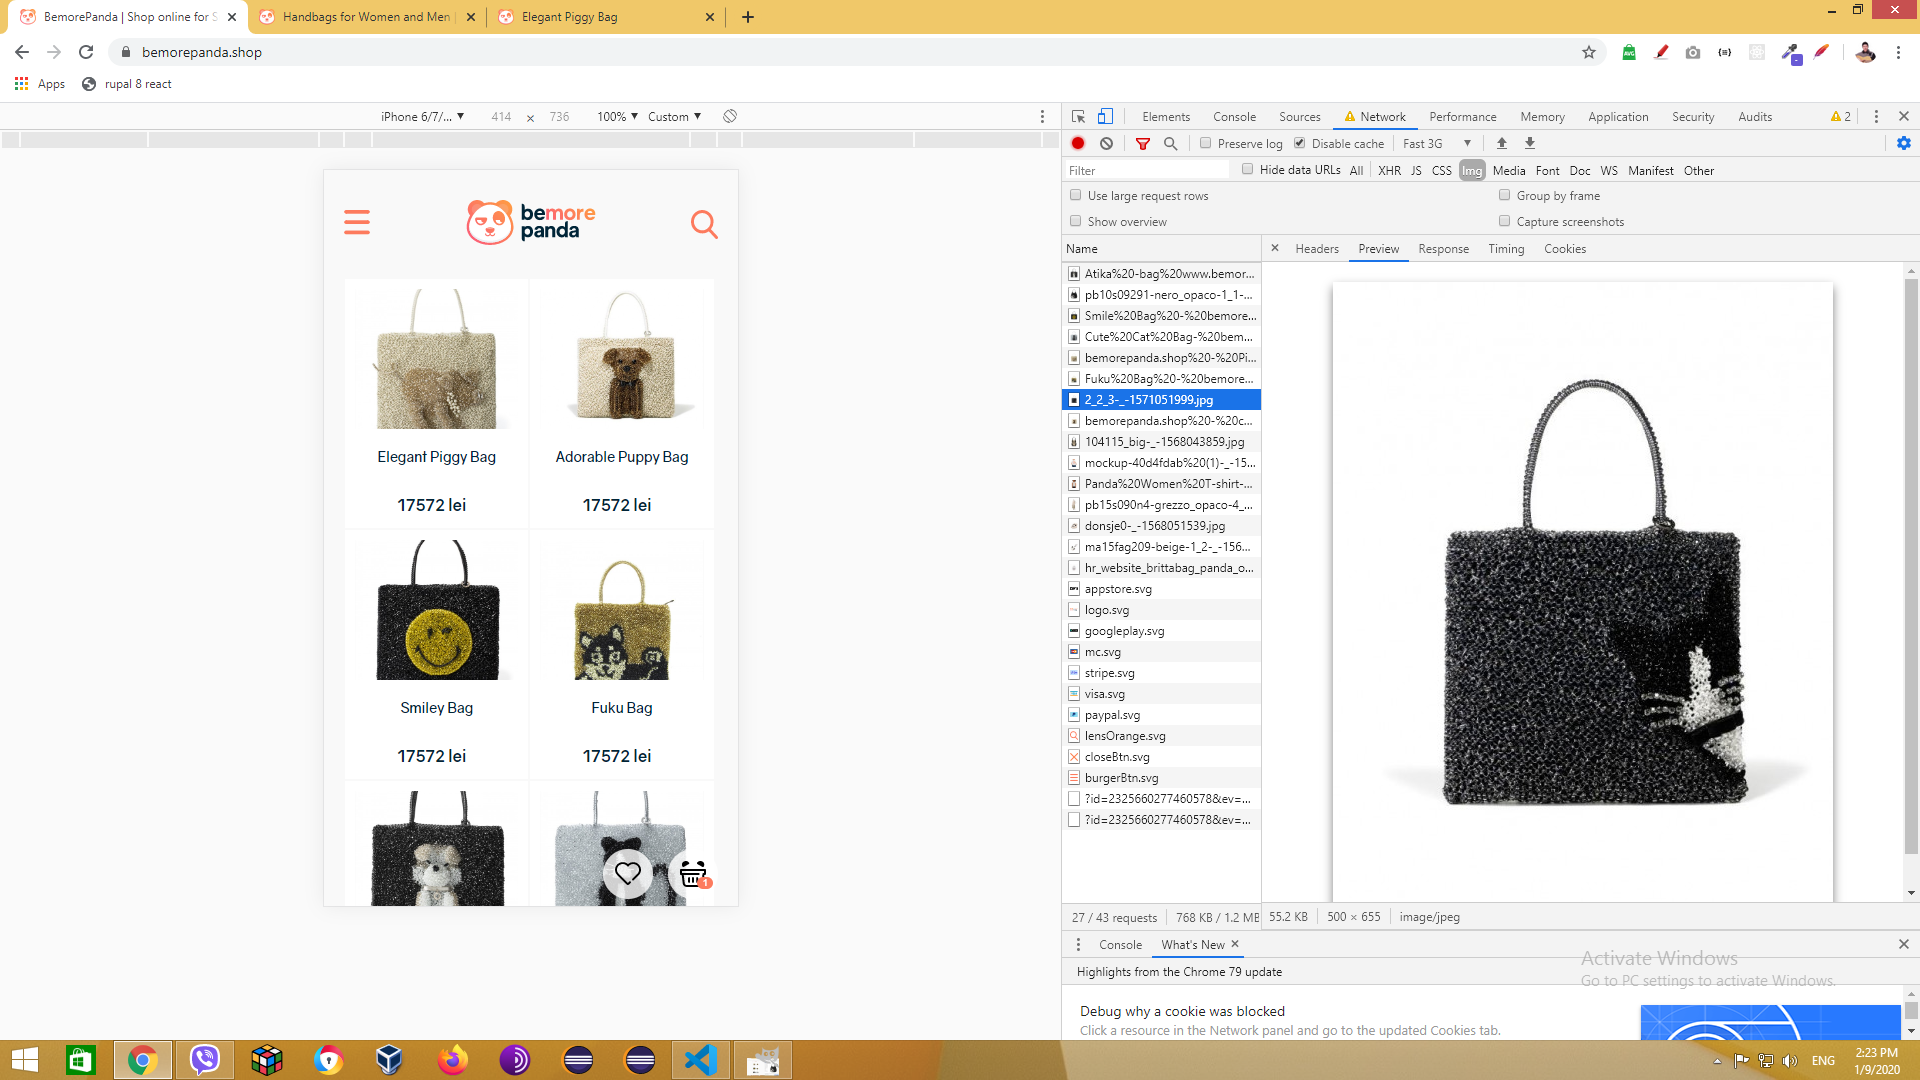 BemorePanda | Shop online for S
Handbags for Women and Men |
Elegant Piggy Bag
bemorepanda.shop
Apps
rupal 8 react
iPhone 6/7/... ▼ 414 × 736 100% ▼ Custom ▼
Elements Console Sources Network Performance Memory Application Security Audits 2
Preserve log Disable cache Fast 3G ▼
Filter Hide data URLs All XHR JS CSS Img Media Font Doc WS Manifest Other
Use large request rows Group by frame
Show overview Capture screenshots
Name Headers Preview Response Timing Cookies
bemore
panda
Elegant Piggy Bag
17572 lei
Adorable Puppy Bag
17572 lei
Smiley Bag
17572 lei
Fuku Bag
17572 lei
1
Atika%20-bag%20www.bemor...
pb10s09291-nero_opaco-1_1-...
Smile%20Bag%20-%20bemore...
Cute%20Cat%20Bag-%20bem...
bemorepanda.shop%20-%20Pi...
Fuku%20Bag%20-%20bemore...
2_2_3-_-1571051999.jpg
bemorepanda.shop%20-%20c...
104115_big-_-1568043859.jpg
mockup-40d4fdab%20(1)-_-15...
Panda%20Women%20T-shirt-...
pb15s090n4-grezzo_opaco-4_...
donsje0-_-1568051539.jpg
ma15fag209-beige-1_2-_-156...
hr_website_brittabag_panda_o...
appstore.svg
logo.svg
googleplay.svg
mc.svg
stripe.svg
visa.svg
paypal.svg
lensOrange.svg
closeBtn.svg
burgerBtn.svg
?id=2325660277460578&ev=...
?id=2325660277460578&ev=...
27 / 43 requests 768 KB / 1.2 MB 55.2 KB 500 × 655 image/jpeg
Console What's New
Highlights from the Chrome 79 update
Activate Windows
Go to PC settings to activate Windows.
Debug why a cookie was blocked
Click a resource in the Network panel and go to the updated Cookies tab.
ENG
2:23 PM
1/9/2020